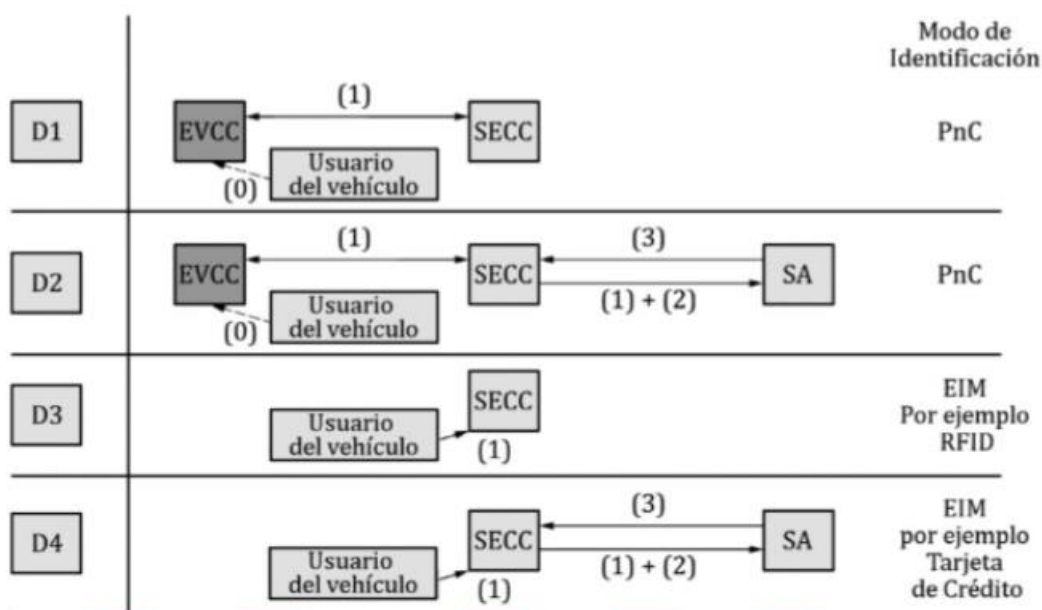 Modo de
Identificación
D1
EVCC
(1)
SECC
PnC
Usuario
del vehículo
(0)
D2
EVCC
(1)
SECC
(3)
(1) + (2)
SA
PnC
Usuario
del vehículo
(0)
D3
SECC
Usuario
del vehículo
(1)
EIM
Por ejemplo
RFID
D4
SECC
(3)
(1) + (2)
SA
Usuario
del vehículo
(1)
EIM
por ejemplo
Tarjeta
de Crédito